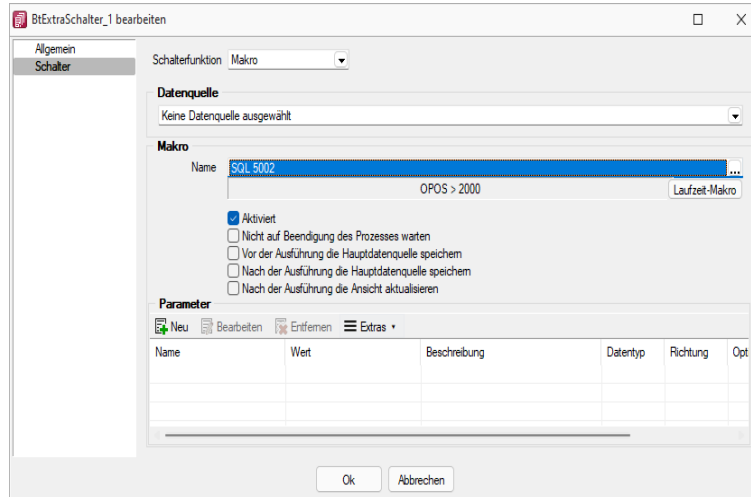 BtExtraSchalter_1 bearbeiten
Allgemein
Schalter
Schalterfunktion Makro
Datenquelle
Keine Datenquelle ausgewählt
Makro
Name SQL 5002 ...
OPOS > 2000 Laufzeit-Makro
Aktiviert
Nicht auf Beendigung des Prozesses warten
Vor der Ausführung die Hauptdatenquelle speichern
Nach der Ausführung die Hauptdatenquelle speichern
Nach der Ausführung die Ansicht aktualisieren
Parameter
Neu Bearbeiten Entfernen Extras
Name Wert Beschreibung Datentyp Richtung Opt
Ok Abbrechen